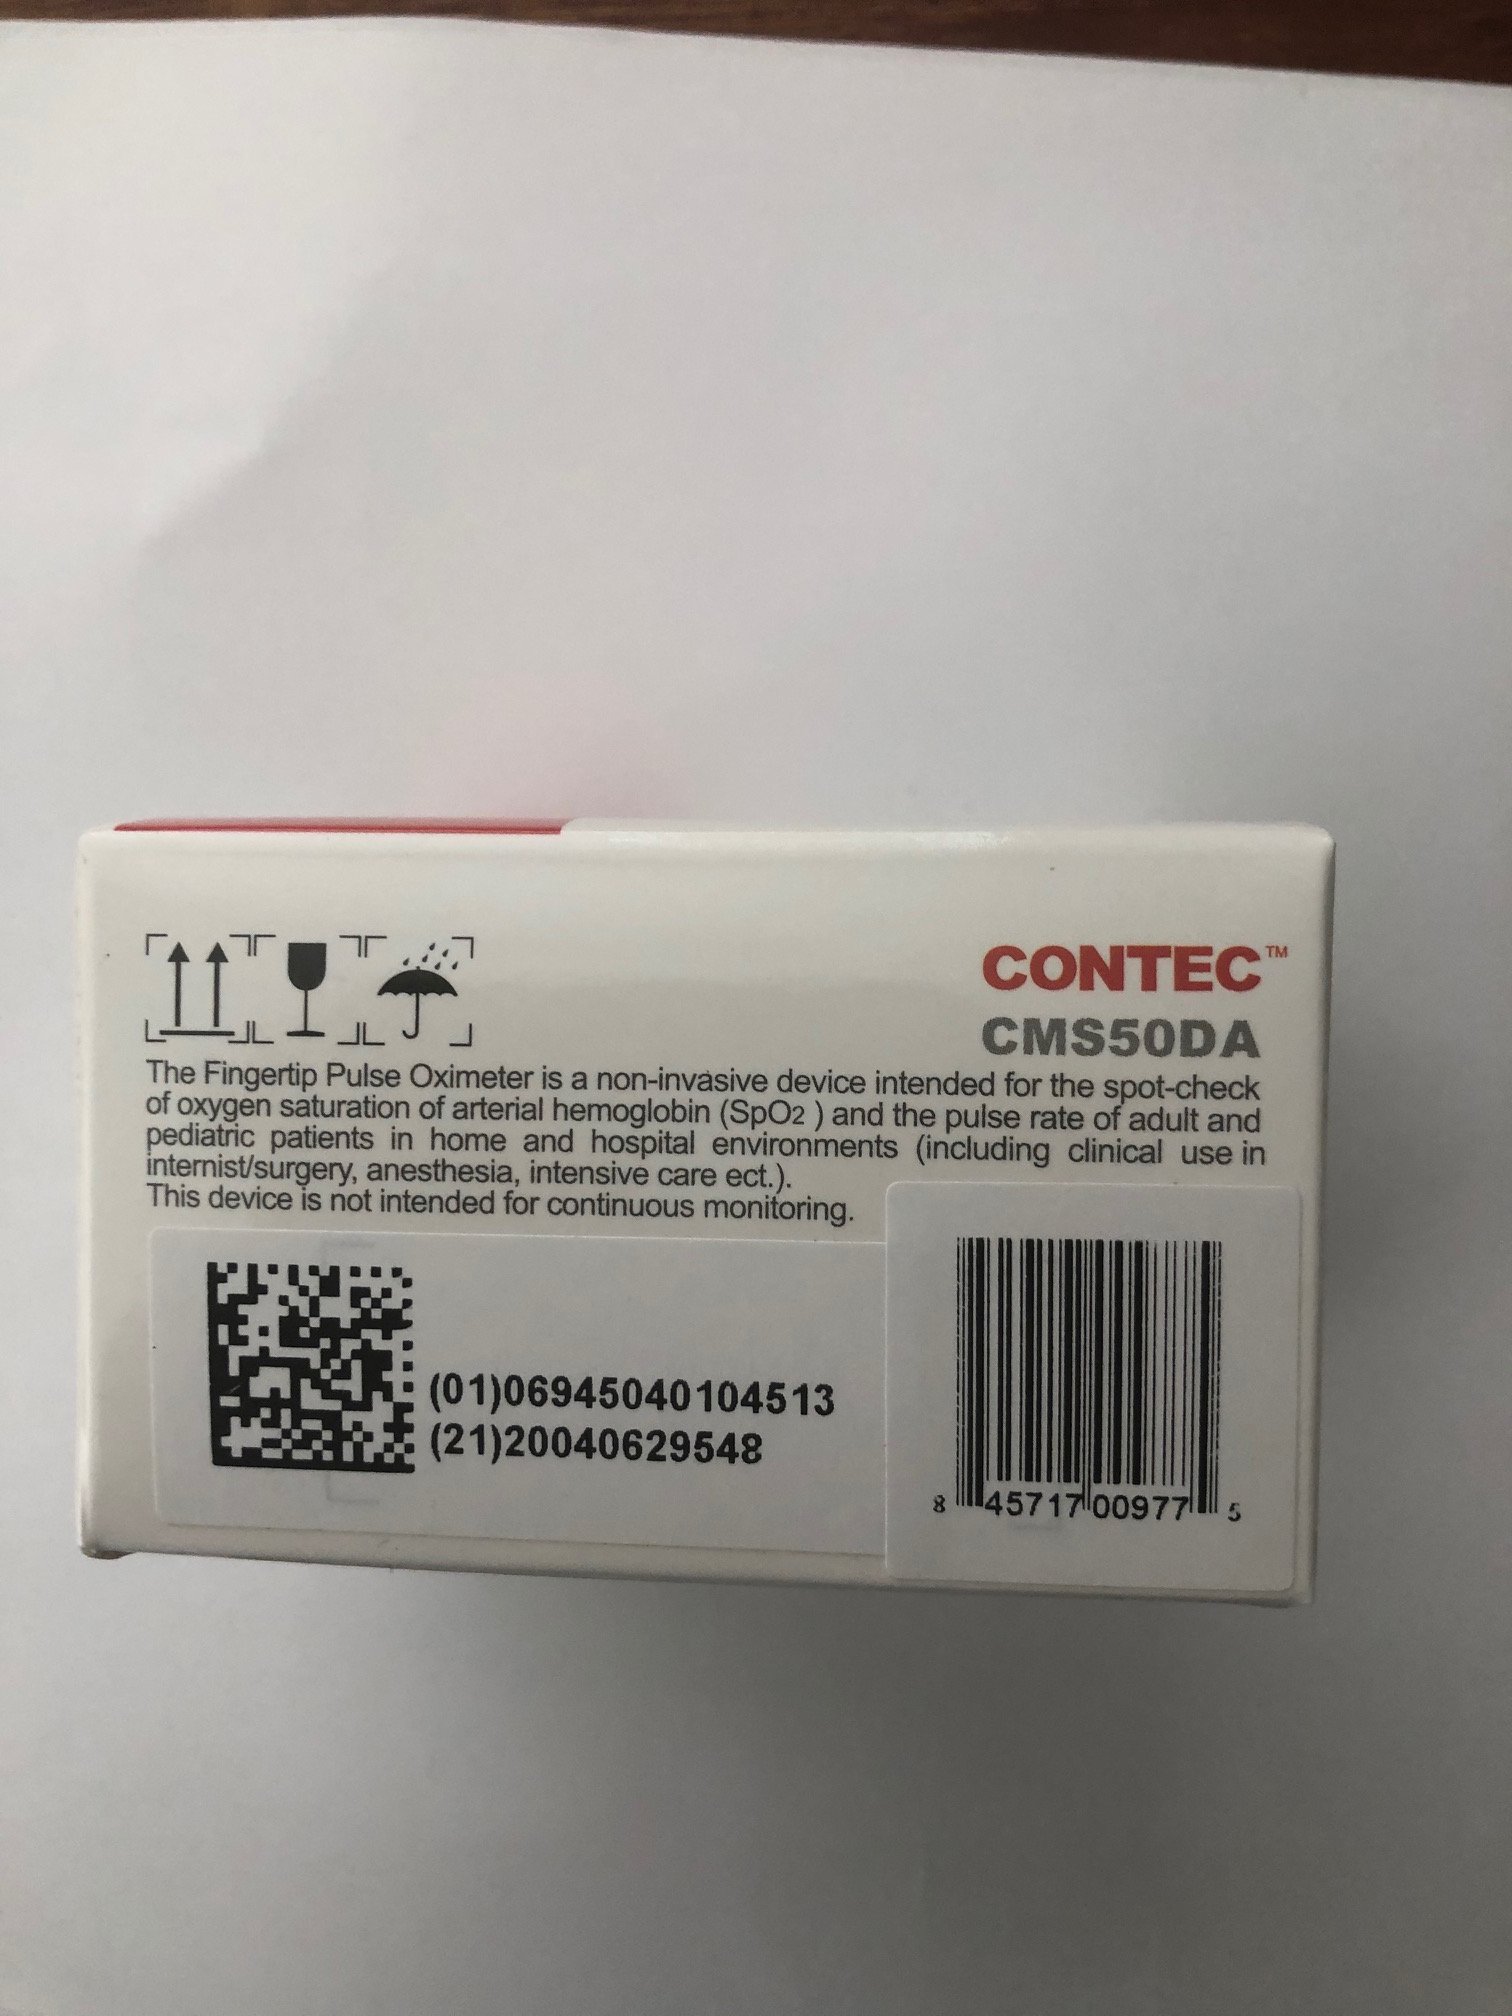 CONTEC™
CMS50DA
The Fingertip Pulse Oximeter is a non-invasive device intended for the spot-check
of oxygen saturation of arterial hemoglobin (SpO2 ) and the pulse rate of adult and
pediatric patients in home and hospital environments (including clinical use in
internist/surgery, anesthesia, intensive care ect.).
This device is not intended for continuous monitoring.
(01)06945040104513
(21)20040629548
8 45717 00977 5